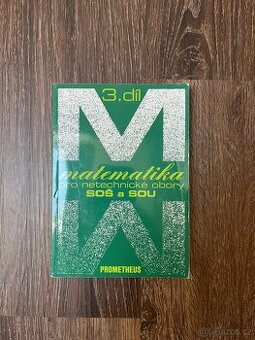 3. díl
M
matematika
pro netechnické obory
SOŠ a SOU
M
PROMETHEUS